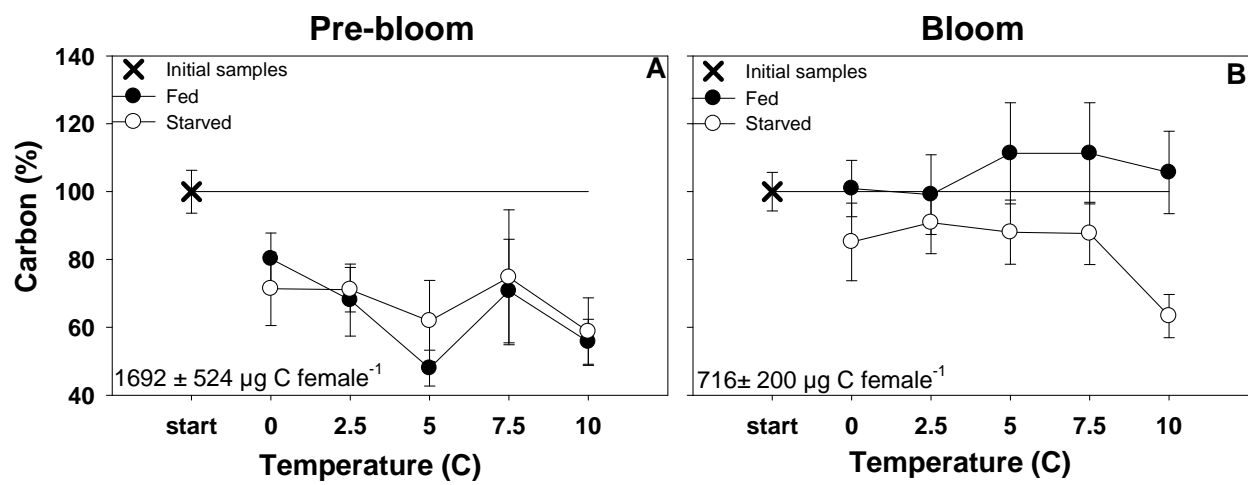 Pre-bloom
Bloom
140
120
100
80
60
40
Carbon (%)
Initial samples
Fed
Starved
A
1692 ± 524 µg C female-1
start 0 2.5 5 7.5 10
Temperature (C)
Initial samples
Fed
Starved
B
716± 200 µg C female-1
start 0 2.5 5 7.5 10
Temperature (C)